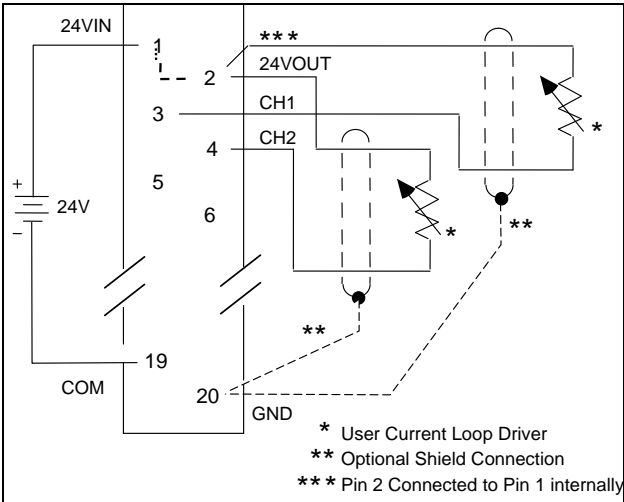 24VIN
1
***
2
24VOUT
3
CH1
*
4
CH2
5
+
24V
6
-
*
**
**
19
COM
20
GND
* User Current Loop Driver
** Optional Shield Connection
*** Pin 2 Connected to Pin 1 internally